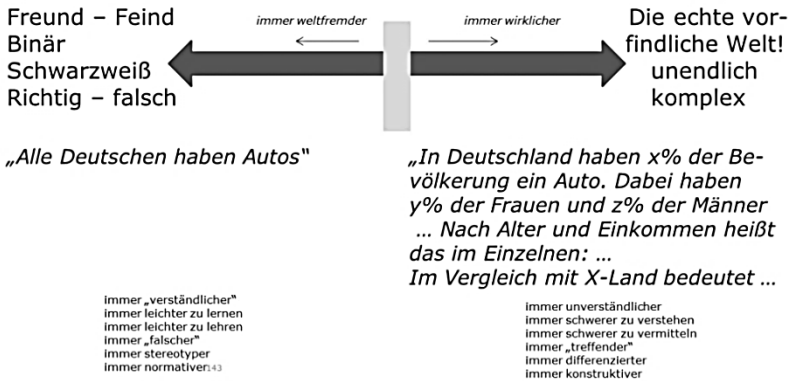 Freund – Feind
Binär
Schwarzweiß
Richtig – falsch
immer weltfremder
immer wirklicher
Die echte vor-
findliche Welt!
unendlich
komplex
„Alle Deutschen haben Autos“
„In Deutschland haben x% der Be-
völkerung ein Auto. Dabei haben
y% der Frauen und z% der Männer
… Nach Alter und Einkommen heißt
das im Einzelnen: …
Im Vergleich mit X-Land bedeutet …
immer „verständlicher“
immer leichter zu lernen
immer leichter zu lehren
immer „falscher“
immer stereotyper
immer normativer143
immer unverständlicher
immer schwerer zu verstehen
immer schwerer zu vermitteln
immer „treffender“
immer differenzierter
immer konstruktiver